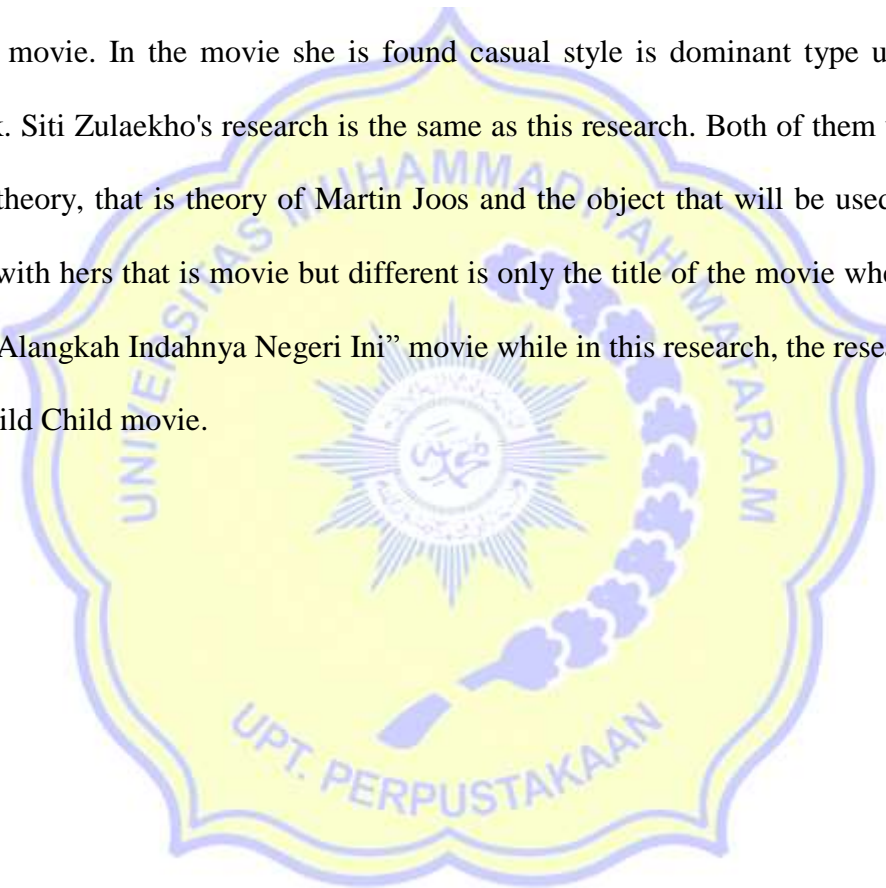 movie. In the movie she is found casual style is dominant type u
. Siti Zulaekho's research is the same as this research. Both of them
theory, that is theory of Martin Joos and the object that will be used
with hers that is movie but different is only the title of the movie who
Alangkah Indahnya Negeri Ini” movie while in this research, the resea
ild Child movie.
UNIVERSITAS MUHAMMADIYAH MATARAM
UPT. PERPUSTAKAAN